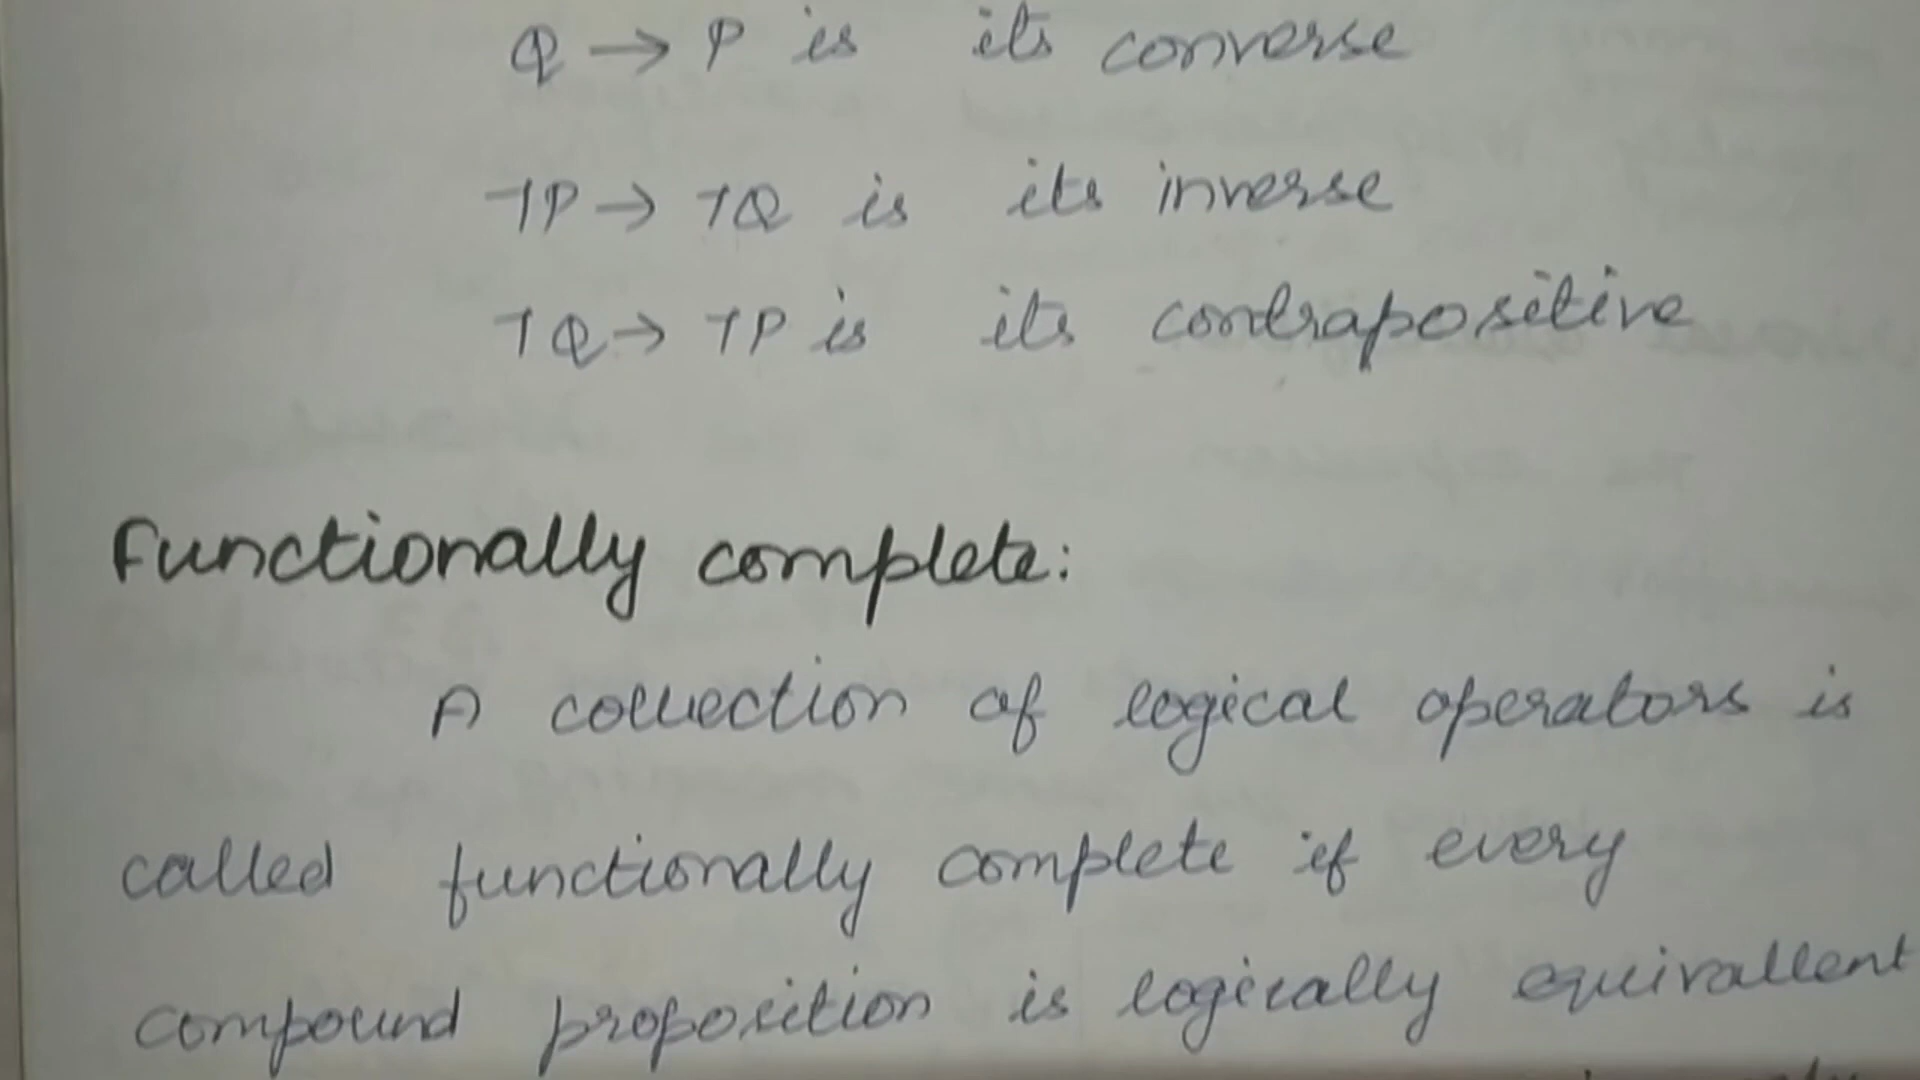 Q → P is its converse
¬P → ¬Q is its inverse
¬Q → ¬P is its contrapositive
Functionally complete:
A collection of logical operators is
called functionally complete if every
compound proposition is logically equivallent